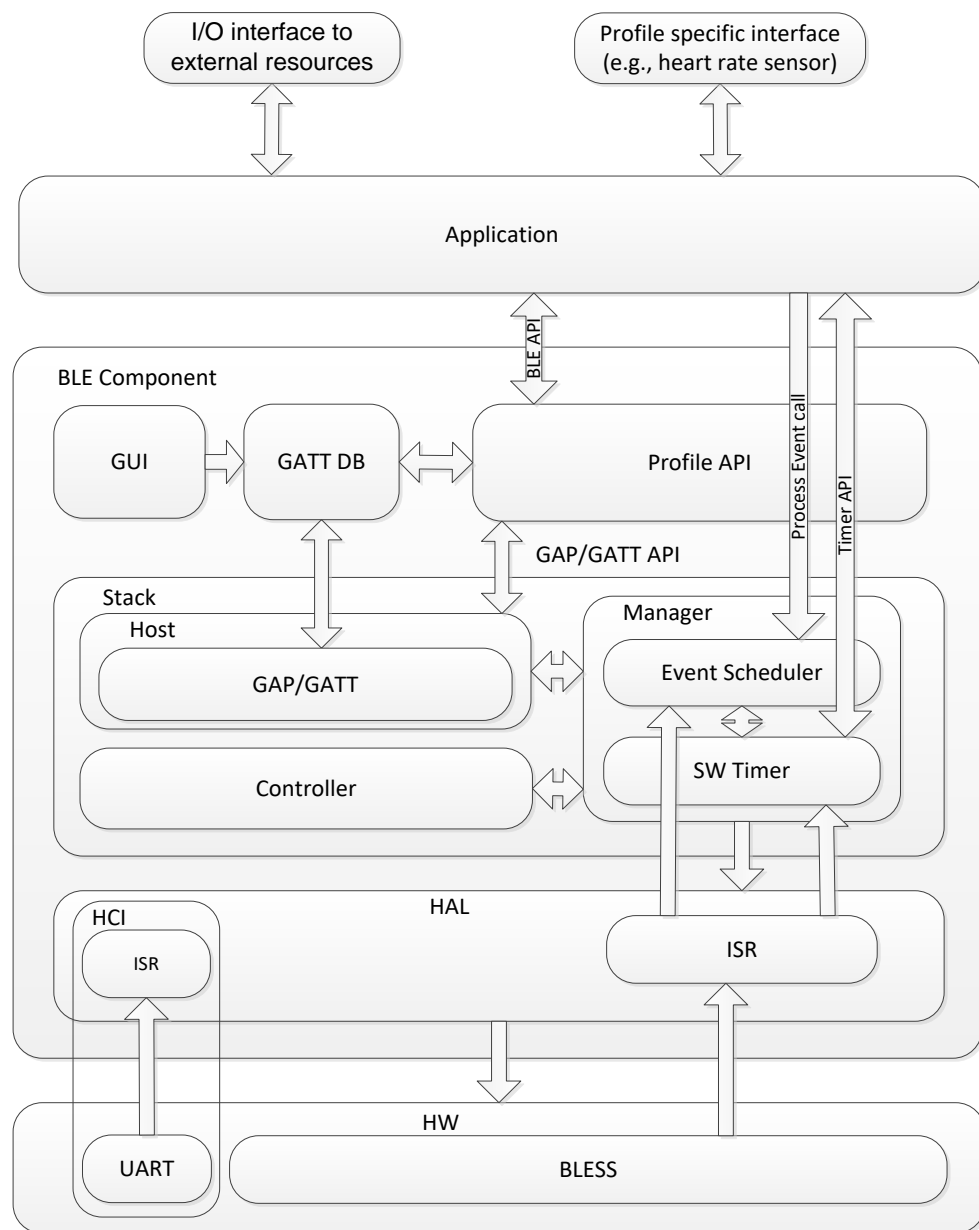 I/O interface to
external resources
Profile specific interface
(e.g., heart rate sensor)
Application
BLE API
Process Event call
Timer API
BLE Component
GUI
GATT DB
Profile API
GAP/GATT API
Stack
Host
GAP/GATT
Manager
Event Scheduler
SW Timer
Controller
HAL
HCI
ISR
ISR
HW
UART
BLESS